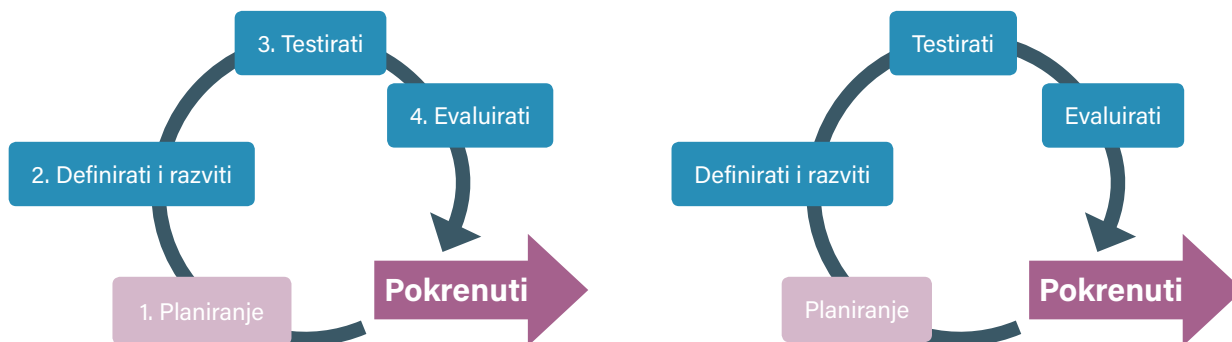 3. Testirati
4. Evaluirati
2. Definirati i razviti
Pokrenuti
1. Planiranje
Testirati
Evaluirati
Definirati i razviti
Pokrenuti
Planiranje